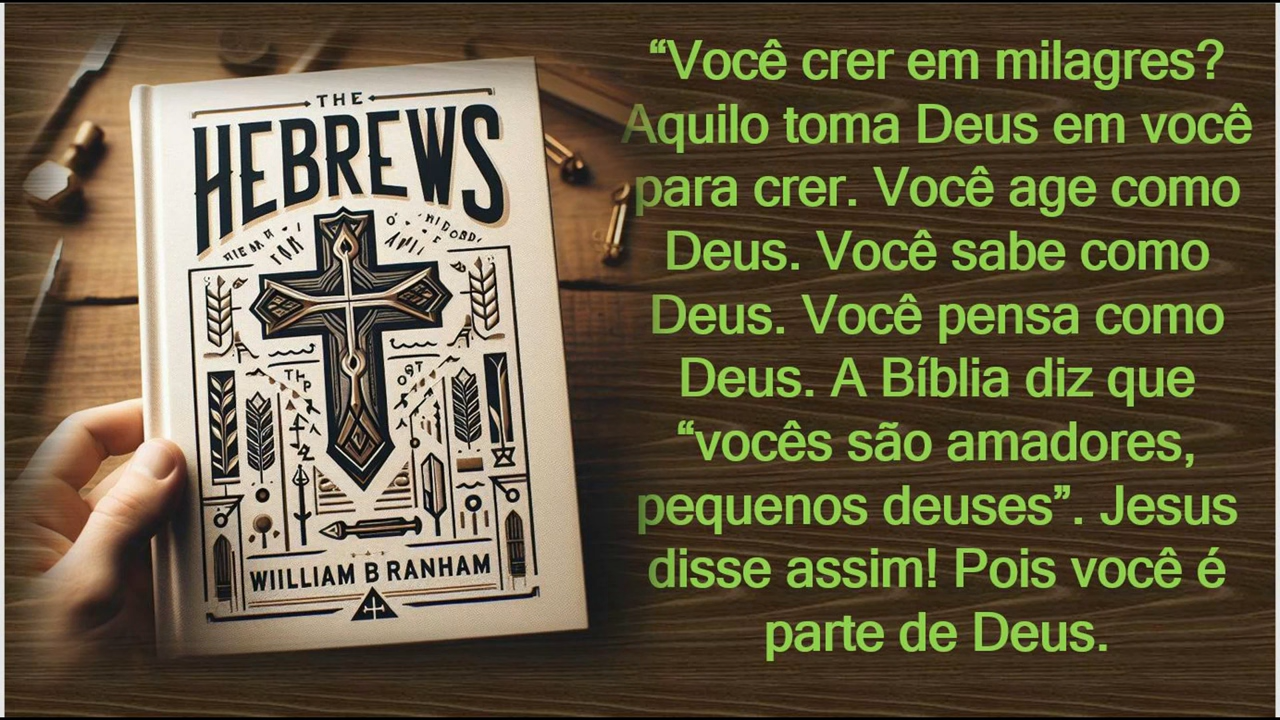 THE
HEBREWS
WIILLIAM B RANHAM
“Você crer em milagres?
Aquilo toma Deus em você
para crer. Você age como
Deus. Você sabe como
Deus. Você pensa como
Deus. A Bíblia diz que
“vocês são amadores,
pequenos deuses”. Jesus
disse assim! Pois você é
parte de Deus.